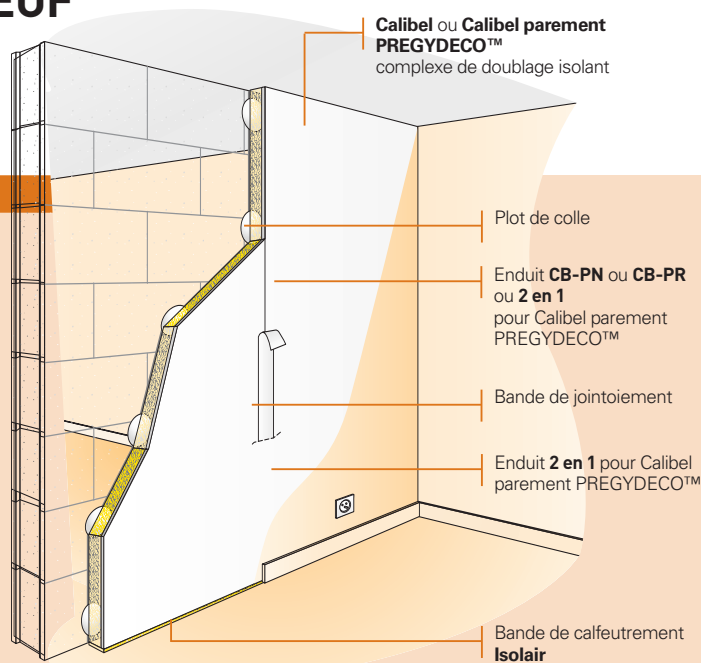 Calibel ou Calibel parement
PREGYDECO™
complexe de doublage isolant
Plot de colle
Enduit CB-PN ou CB-PR
ou 2 en 1
pour Calibel parement
PREGYDECO™
Bande de jointoiement
Enduit 2 en 1 pour Calibel
parement PREGYDECO™
Bande de calfeutrement
Isolair